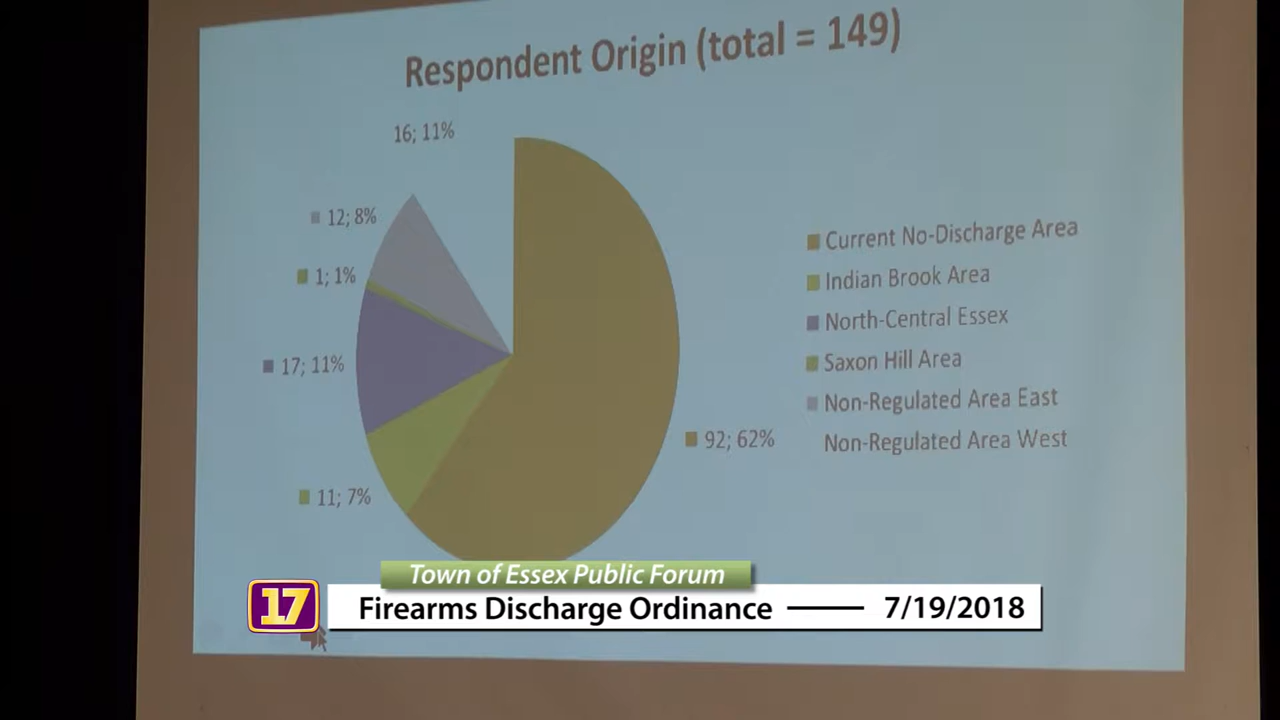 Respondent Origin (total = 149)
16; 11%
12; 8%
1; 1%
17; 11%
11; 7%
92; 62%
Current No-Discharge Area
Indian Brook Area
North-Central Essex
Saxon Hill Area
Non-Regulated Area East
Non-Regulated Area West
Town of Essex Public Forum
17
Firearms Discharge Ordinance
7/19/2018